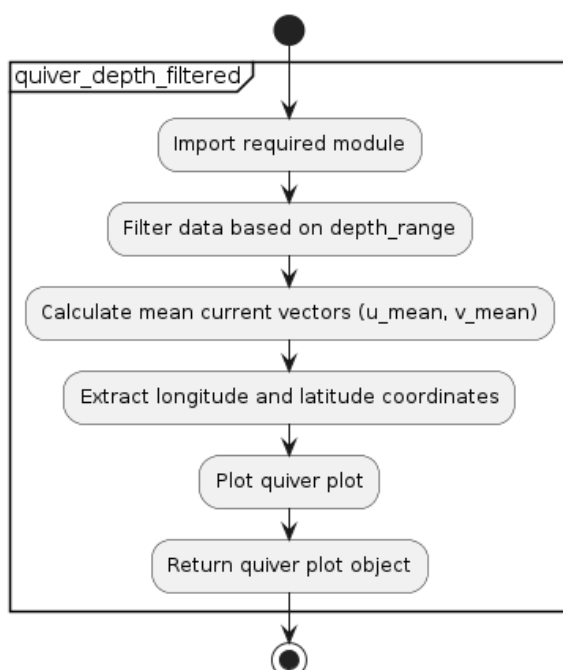 quiver_depth_filtered
Import required module
Filter data based on depth_range
Calculate mean current vectors (u_mean, v_mean)
Extract longitude and latitude coordinates
Plot quiver plot
Return quiver plot object